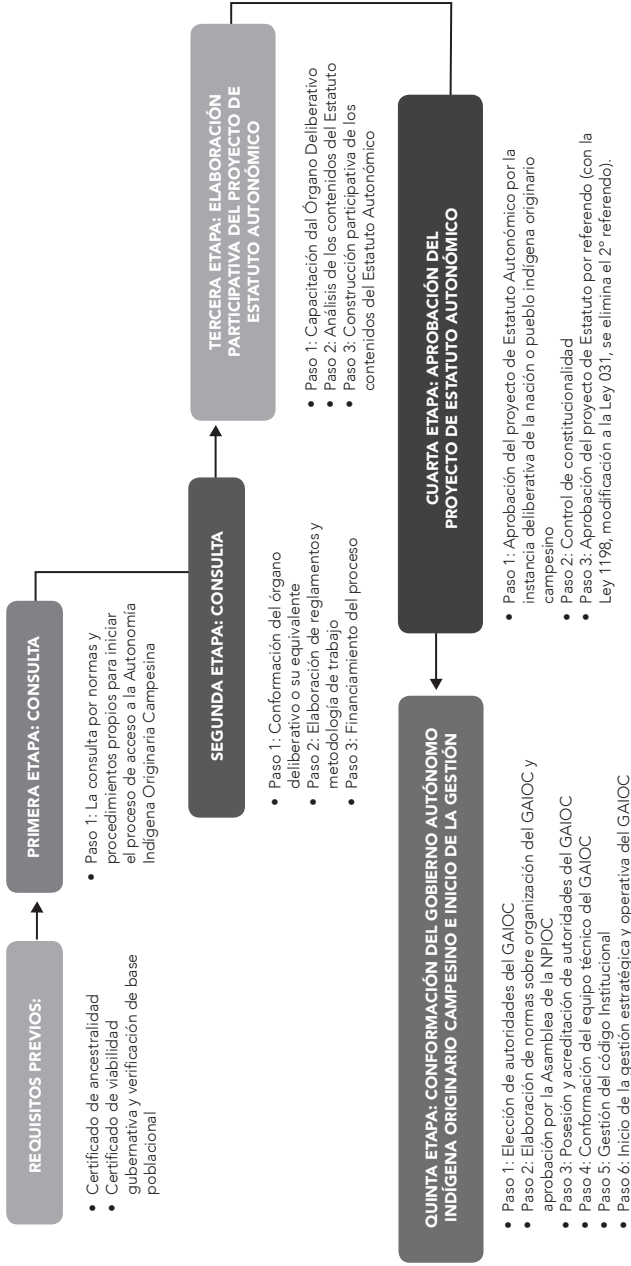 REQUISITOS PREVIOS:
• Certificado de ancestralidad
• Certificado de viabilidad
gubernativa y verificación de base
poblacional
PRIMERA ETAPA: CONSULTA
• Paso 1: La consulta por normas y
procedimientos propios para iniciar
el proceso de acceso a la Autonomía
Indígena Originaria Campesina
SEGUNDA ETAPA: CONSULTA
• Paso 1: Conformación del órgano
deliberativo o su equivalente
• Paso 2: Elaboración de reglamentos y
metodología de trabajo
• Paso 3: Financiamiento del proceso
TERCERA ETAPA: ELABORACIÓN
PARTICIPATIVA DEL PROYECTO DE
ESTATUTO AUTONÓMICO
• Paso 1: Capacitación dal Órgano Deliberativo
• Paso 2: Análisis de los contenidos del Estatuto
• Paso 3: Construcción participativa de los
contenidos del Estatuto Autonómico
CUARTA ETAPA: APROBACIÓN DEL
PROYECTO DE ESTATUTO AUTONÓMICO
• Paso 1: Aprobación del proyecto de Estatuto Autonómico por la
instancia deliberativa de la nación o pueblo indígena originario
campesino
• Paso 2: Control de constitucionalidad
• Paso 3: Aprobación del proyecto de Estatuto por referendo (con la
Ley 1198, modificación a la Ley 031, se elimina el 2° referendo).
QUINTA ETAPA: CONFORMACIÓN DEL GOBIERNO AUTÓNOMO
INDÍGENA ORIGINARIO CAMPESINO E INICIO DE LA GESTIÓN
• Paso 1: Elección de autoridades del GAIOC
• Paso 2: Elaboración de normas sobre organización del GAIOC y
aprobación por la Asamblea de la NPIOC
• Paso 3: Posesión y acreditación de autoridades del GAIOC
• Paso 4: Conformación del equipo técnico del GAIOC
• Paso 5: Gestión del código Institucional
• Paso 6: Inicio de la gestión estratégica y operativa del GAIOC